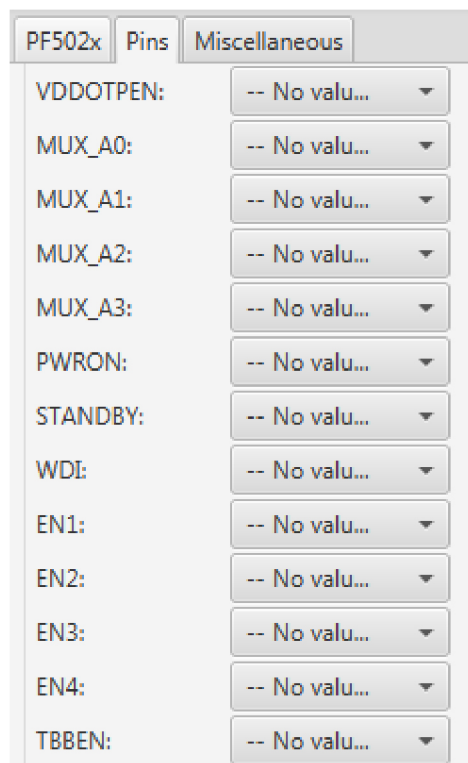 PF502x Pins Miscellaneous
VDDOTPEN: -- No valu...
MUX_A0: -- No valu...
MUX_A1: -- No valu...
MUX_A2: -- No valu...
MUX_A3: -- No valu...
PWRON: -- No valu...
STANDBY: -- No valu...
WDI: -- No valu...
EN1: -- No valu...
EN2: -- No valu...
EN3: -- No valu...
EN4: -- No valu...
TBBEN: -- No valu...